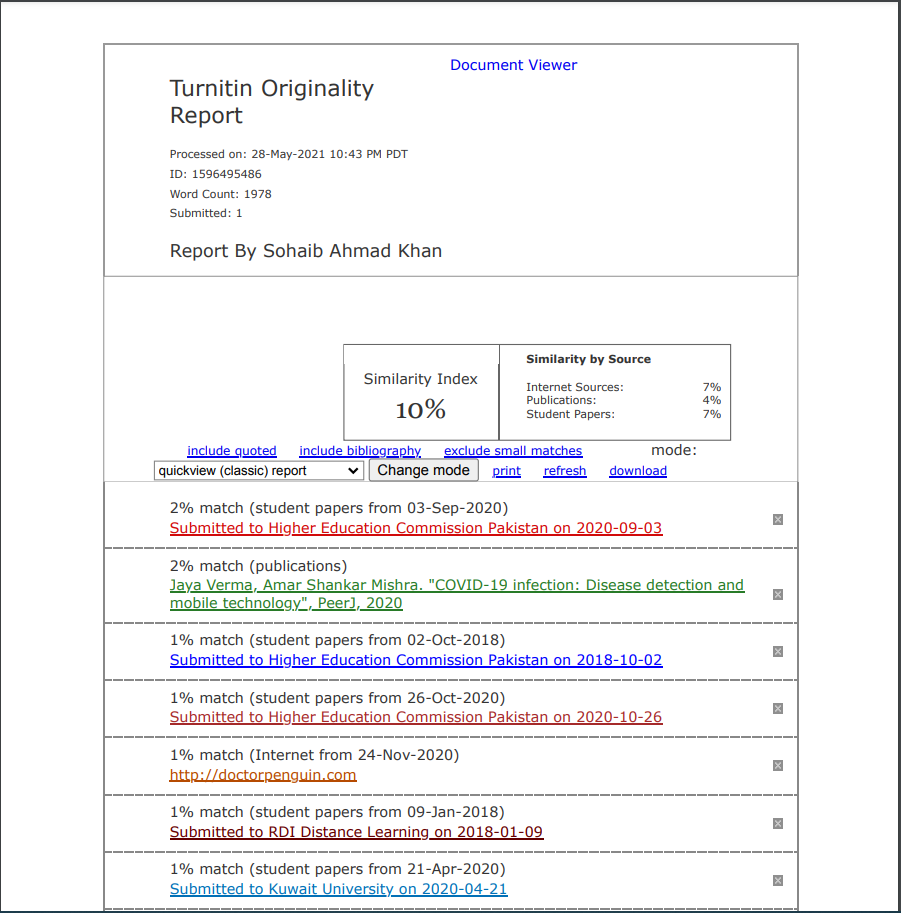 Document Viewer
Turnitin Originality
Report
Processed on: 28-May-2021 10:43 PM PDT
ID: 1596495486
Word Count: 1978
Submitted: 1
Report By Sohaib Ahmad Khan
Similarity Index
10%
Similarity by Source
Internet Sources: 7%
Publications: 4%
Student Papers: 7%
include quoted include bibliography exclude small matches mode:
quickview (classic) report Change mode print refresh download
2% match (student papers from 03-Sep-2020)
Submitted to Higher Education Commission Pakistan on 2020-09-03
2% match (publications)
Jaya Verma, Amar Shankar Mishra. "COVID-19 infection: Disease detection and
mobile technology", PeerJ, 2020
1% match (student papers from 02-Oct-2018)
Submitted to Higher Education Commission Pakistan on 2018-10-02
1% match (student papers from 26-Oct-2020)
Submitted to Higher Education Commission Pakistan on 2020-10-26
1% match (Internet from 24-Nov-2020)
http://doctorpenguin.com
1% match (student papers from 09-Jan-2018)
Submitted to RDI Distance Learning on 2018-01-09
1% match (student papers from 21-Apr-2020)
Submitted to Kuwait University on 2020-04-21